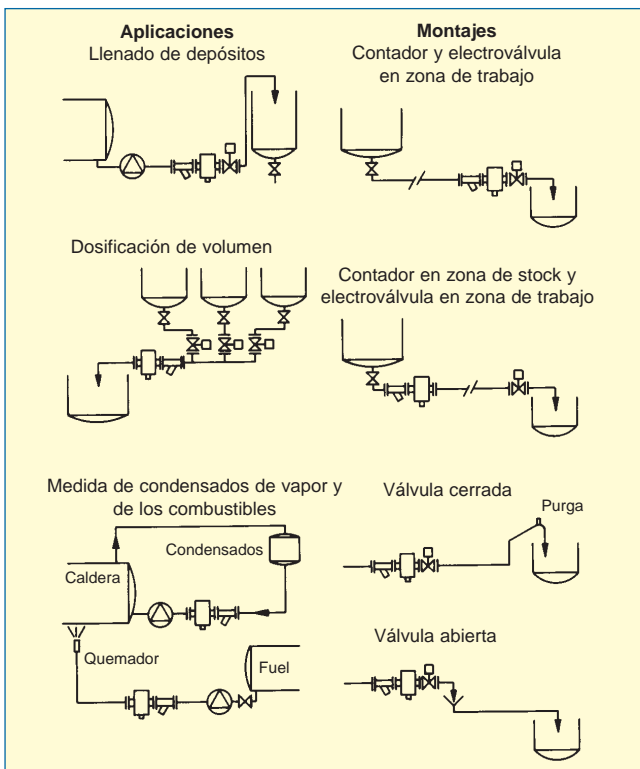 Aplicaciones
Llenado de depósitos
Montajes
Contador y electroválvula
en zona de trabajo
Dosificación de volumen
Contador en zona de stock y
electroválvula en zona de trabajo
Medida de condensados de vapor y
de los combustibles
Condensados
Caldera
Quemador
Fuel
Válvula cerrada
Purga
Válvula abierta